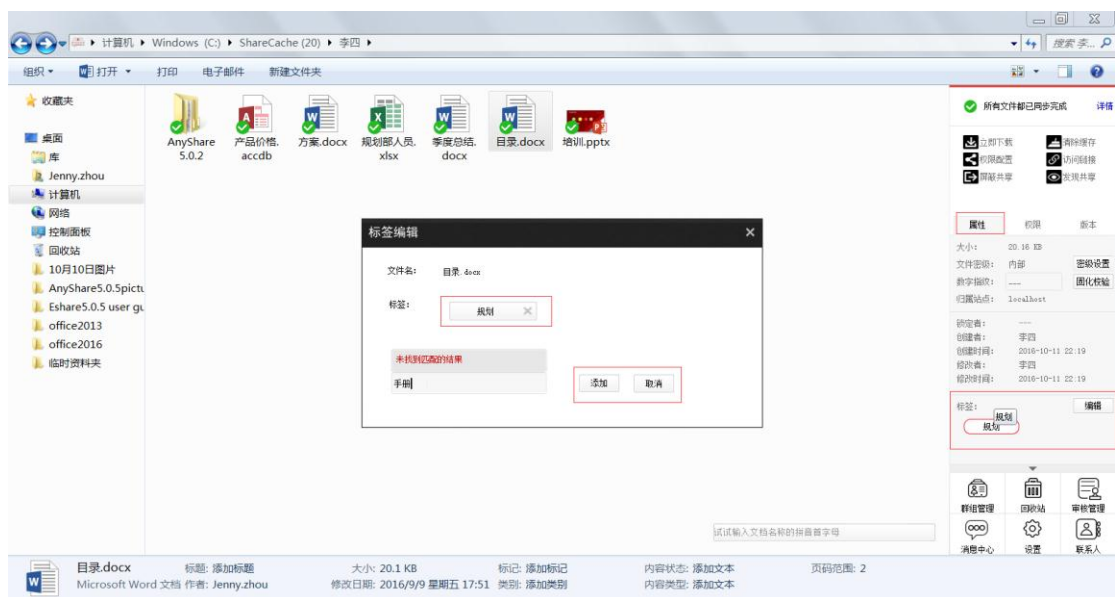 计算机 Windows (C:) ShareCache (20) 李四
搜索 李...
组织 打开 打印 电子邮件 新建文件夹
收藏夹
桌面
库
Jenny.zhou
计算机
网络
控制面板
回收站
10月10日图片
AnyShare5.0.5pictu
Eshare5.0.5 user gu
office2013
office2016
临时资料夹
AnyShare 5.0.2
产品价格.accdb
方案.docx
规划部人员.xlsx
季度总结.docx
目录.docx
培训.pptx
标签编辑
文件名: 目录.docx
标签: 规划
未找到匹配的结果
手册
添加 取消
试试输入文档名称的拼音首字母
所有文件都已同步完成 详情
立即下载 清除缓存
权限配置 访问链接
屏蔽共享 发现共享
属性 权限 版本
大小: 20.16 KB
文件密级: 内部 密级设置
数字指纹: --- 固化校验
归属站点: localhost
锁定者: ---
创建者: 李四
创建时间: 2016-10-11 22:19
修改者: 李四
修改时间: 2016-10-11 22:19
标签: 编辑
规划
规划
群组管理 回收站 审核管理
消息中心 设置 联系人
目录.docx 标题: 添加标题 大小: 20.1 KB 标记: 添加标记 内容状态: 添加文本 页码范围: 2
Microsoft Word 文档 作者: Jenny.zhou 修改日期: 2016/9/9 星期五 17:51 类别: 添加类别 内容类型: 添加文本